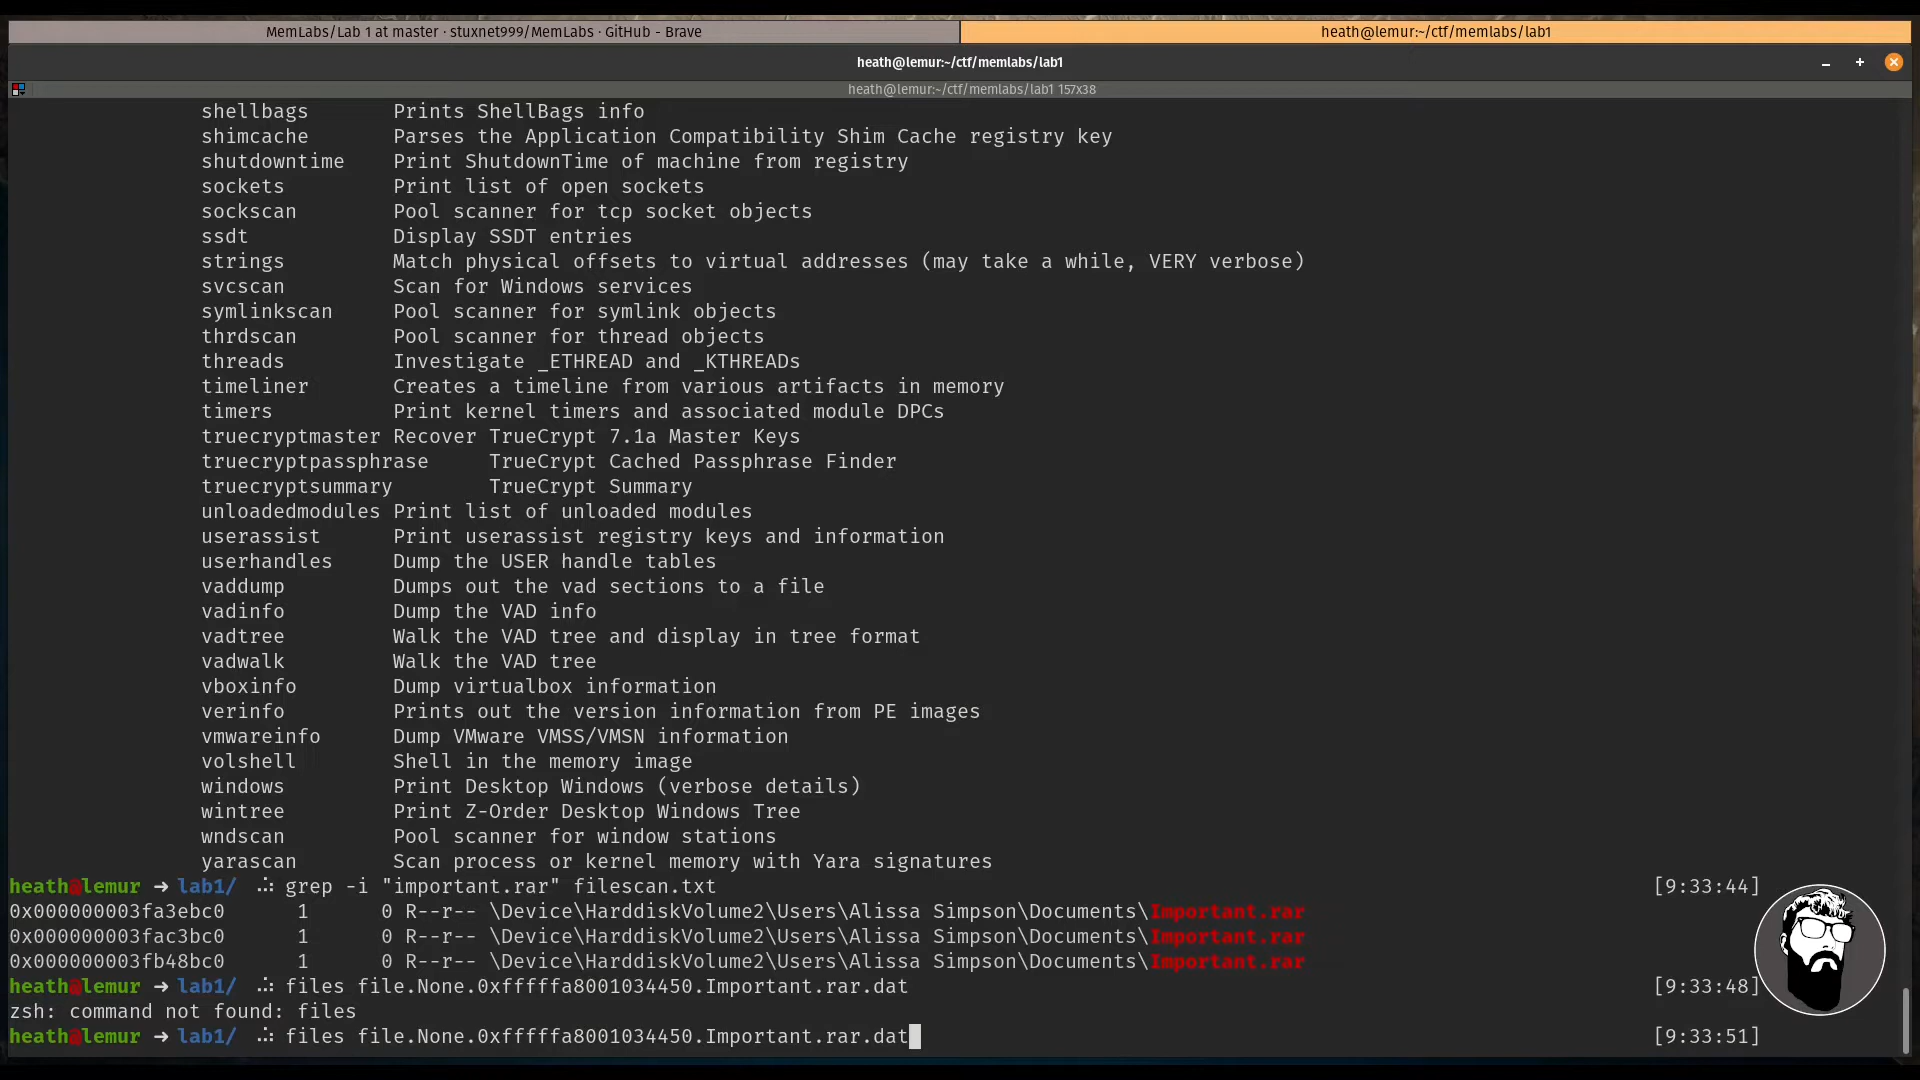 MemLabs/Lab 1 at master · stuxnet999/MemLabs · GitHub - Brave
heath@lemur:~/ctf/memlabs/lab1
heath@lemur:~/ctf/memlabs/lab1
heath@lemur:~/ctf/memlabs/lab1 157x38
shellbags Prints ShellBags info
shimcache Parses the Application Compatibility Shim Cache registry key
shutdowntime Print ShutdownTime of machine from registry
sockets Print list of open sockets
sockscan Pool scanner for tcp socket objects
ssdt Display SSDT entries
strings Match physical offsets to virtual addresses (may take a while, VERY verbose)
svcscan Scan for Windows services
symlinkscan Pool scanner for symlink objects
thrdscan Pool scanner for thread objects
threads Investigate _ETHREAD and _KTHREADs
timeliner Creates a timeline from various artifacts in memory
timers Print kernel timers and associated module DPCs
truecryptmaster Recover TrueCrypt 7.1a Master Keys
truecryptpassphrase TrueCrypt Cached Passphrase Finder
truecryptsummary TrueCrypt Summary
unloadedmodules Print list of unloaded modules
userassist Print userassist registry keys and information
userhandles Dump the USER handle tables
vaddump Dumps out the vad sections to a file
vadinfo Dump the VAD info
vadtree Walk the VAD tree and display in tree format
vadwalk Walk the VAD tree
vboxinfo Dump virtualbox information
verinfo Prints out the version information from PE images
vmwareinfo Dump VMware VMSS/VMSN information
volshell Shell in the memory image
windows Print Desktop Windows (verbose details)
wintree Print Z-Order Desktop Windows Tree
wndscan Pool scanner for window stations
yarascan Scan process or kernel memory with Yara signatures
heath@lemur ➜ lab1/ .:: grep -i "important.rar" filescan.txt [9:33:44]
0x000000003fa3ebc0 1 0 R--r-- \Device\HarddiskVolume2\Users\Alissa Simpson\Documents\Important.rar
0x000000003fac3bc0 1 0 R--r-- \Device\HarddiskVolume2\Users\Alissa Simpson\Documents\Important.rar
0x000000003fb48bc0 1 0 R--r-- \Device\HarddiskVolume2\Users\Alissa Simpson\Documents\Important.rar
heath@lemur ➜ lab1/ .:: files file.None.0xfffffa8001034450.Important.rar.dat [9:33:48]
zsh: command not found: files
heath@lemur ➜ lab1/ .:: files file.None.0xfffffa8001034450.Important.rar.dat [9:33:51]